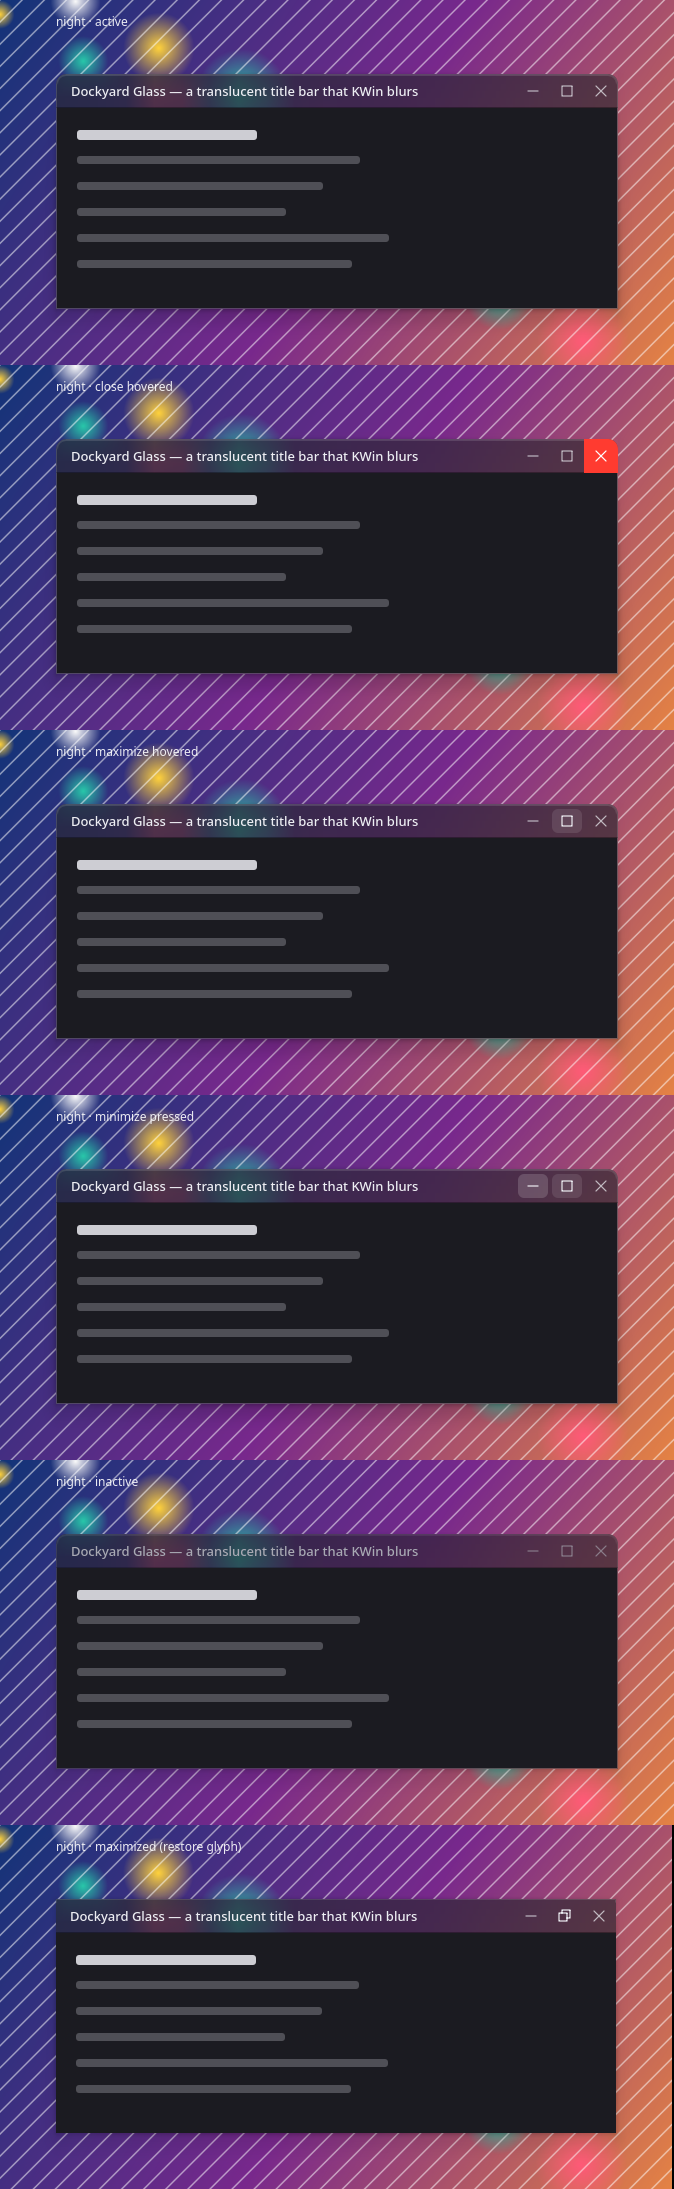 night · active
Dockyard Glass — a translucent title bar that KWin blurs
night · close hovered
Dockyard Glass — a translucent title bar that KWin blurs
night · maximize hovered
Dockyard Glass — a translucent title bar that KWin blurs
night · minimize pressed
Dockyard Glass — a translucent title bar that KWin blurs
night · inactive
Dockyard Glass — a translucent title bar that KWin blurs
night · maximized (restore glyph)
Dockyard Glass — a translucent title bar that KWin blurs